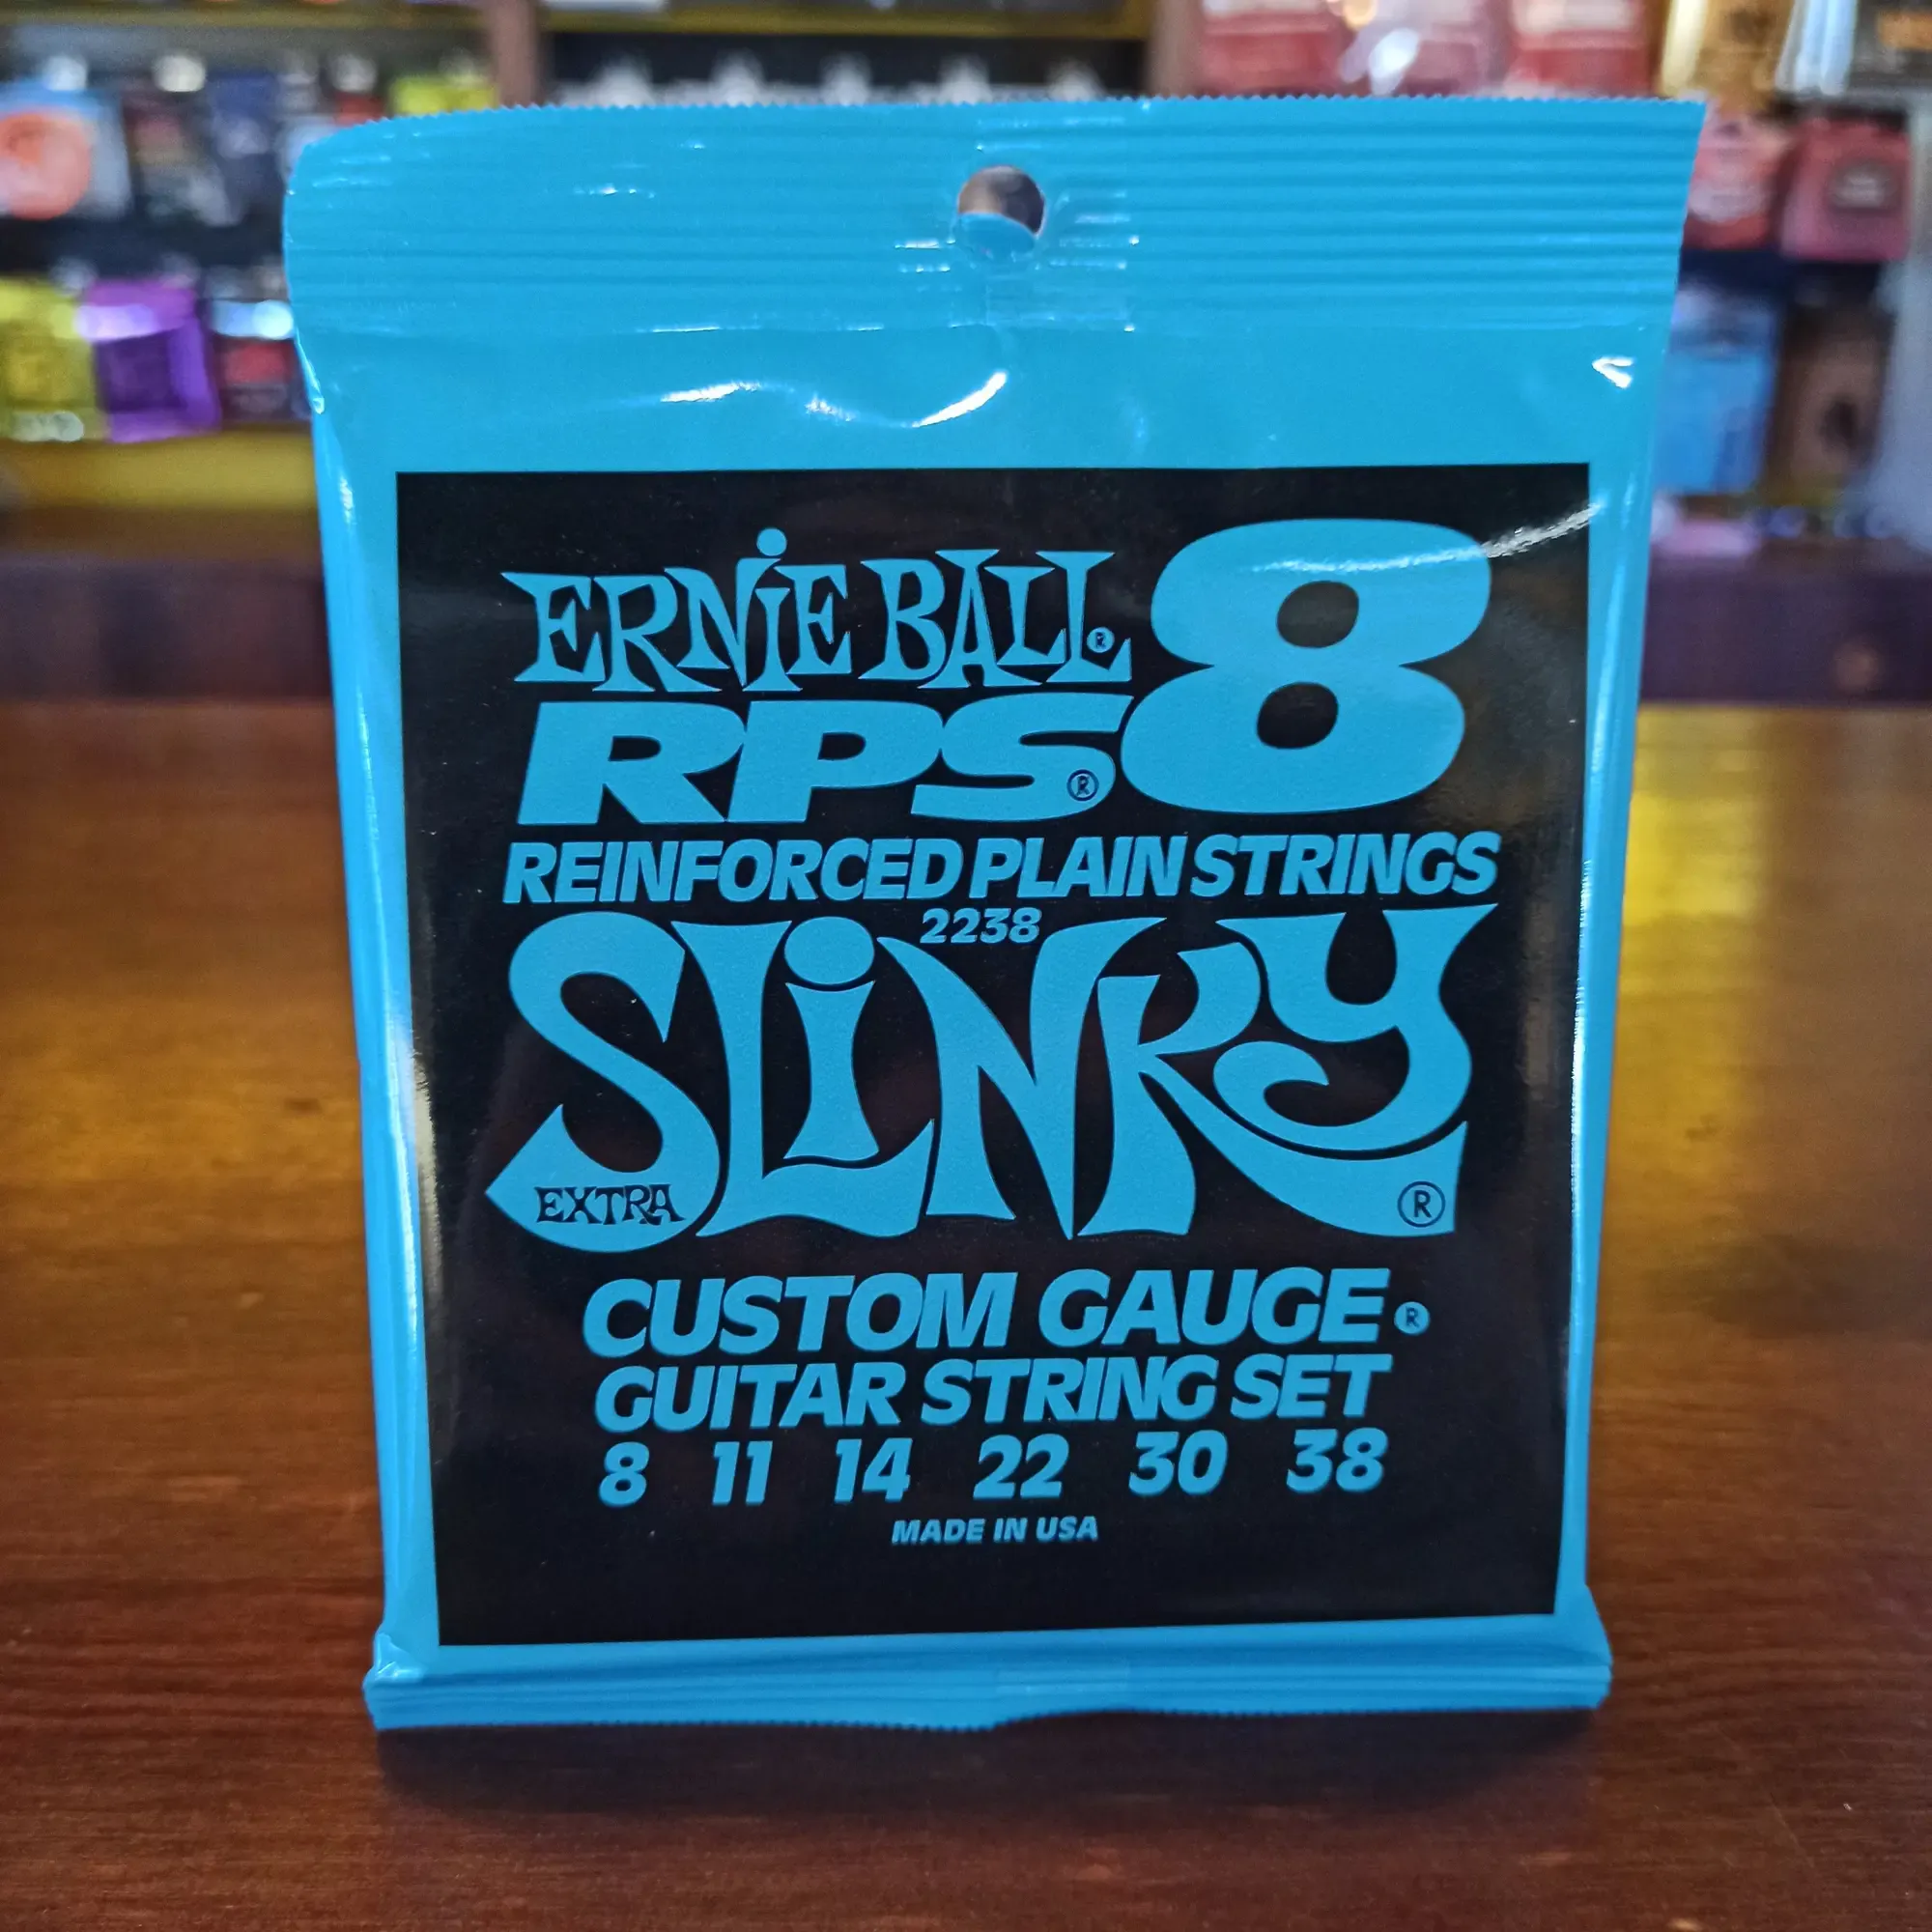 ERNIE BALL® 8
RPS®
REINFORCED PLAIN STRINGS
2238
SLINKY®
EXTRA
CUSTOM GAUGE®
GUITAR STRING SET
8 11 14 22 30 38
MADE IN USA